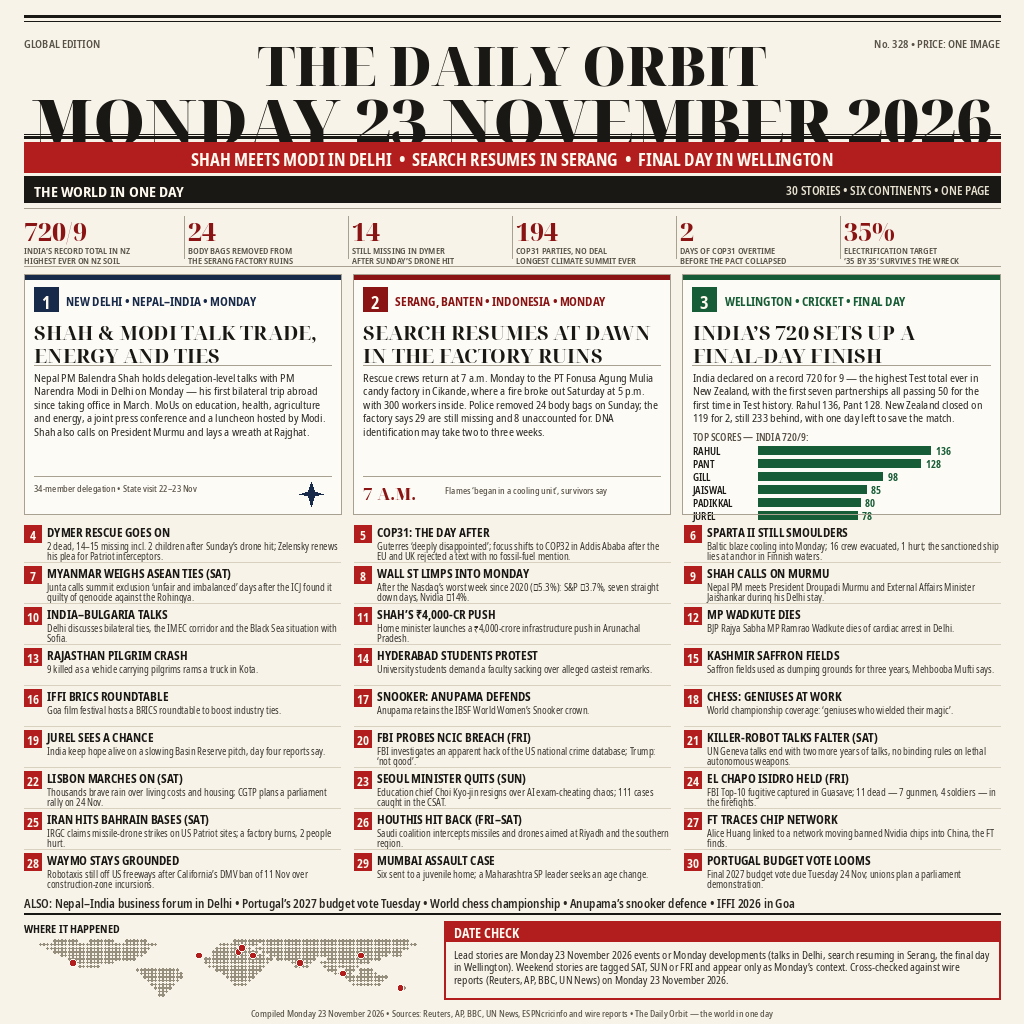 GLOBAL EDITION
No. 328 • PRICE: ONE IMAGE
THE DAILY ORBIT
MONDAY 23 NOVEMBER 2026
SHAH MEETS MODI IN DELHI • SEARCH RESUMES IN SERANG • FINAL DAY IN WELLINGTON
THE WORLD IN ONE DAY
30 STORIES • SIX CONTINENTS • ONE PAGE
720/9
INDIA'S RECORD TOTAL IN NZ
HIGHEST EVER ON NZ SOIL
24
BODY BAGS REMOVED FROM
THE SERANG FACTORY RUINS
14
STILL MISSING IN DYMER
AFTER SUNDAY'S DRONE HIT
194
COP31 PARTIES, NO DEAL
LONGEST CLIMATE SUMMIT EVER
2
DAYS OF COP31 OVERTIME
BEFORE THE PACT COLLAPSED
35%
ELECTRIFICATION TARGET
'35 BY 35' SURVIVES THE WRECK
1 NEW DELHI • NEPAL–INDIA • MONDAY
SHAH & MODI TALK TRADE,
ENERGY AND TIES
Nepal PM Balendra Shah holds delegation-level talks with PM
Narendra Modi in Delhi on Monday — his first bilateral trip abroad
since taking office in March. MoUs on education, health, agriculture
and energy, a joint press conference and a luncheon hosted by Modi.
Shah also calls on President Murmu and lays a wreath at Rajghat.
34-member delegation • State visit 22–23 Nov
2 SERANG, BANTEN • INDONESIA • MONDAY
SEARCH RESUMES AT DAWN
IN THE FACTORY RUINS
Rescue crews return at 7 a.m. Monday to the PT Fonusa Agung Mulia
candy factory in Cikande, where a fire broke out Saturday at 5 p.m.
with 300 workers inside. Police removed 24 body bags on Sunday; the
factory says 29 are still missing and 8 unaccounted for. DNA
identification may take two to three weeks.
7 A.M.
Flames 'began in a cooling unit', survivors say
3 WELLINGTON • CRICKET • FINAL DAY
INDIA'S 720 SETS UP A
FINAL-DAY FINISH
India declared on a record 720 for 9 — the highest Test total ever in
New Zealand, with the first seven partnerships all passing 50 for the
first time in Test history. Rahul 136, Pant 128. New Zealand closed on
119 for 2, still 233 behind, with one day left to save the match.
TOP SCORES — INDIA 720/9:
RAHUL 136
PANT 128
GILL 98
JAISWAL 85
PADIKKAL 80
JUREL 78
4 DYMER RESCUE GOES ON
2 dead, 14–15 missing incl. 2 children after Sunday's drone hit; Zelensky renews
his plea for Patriot interceptors.
5 COP31: THE DAY AFTER
Guterres 'deeply disappointed'; focus shifts to COP32 in Addis Ababa after the
EU and UK rejected a text with no fossil-fuel mention.
6 SPARTA II STILL SMOULDERS
Baltic blaze cooling into Monday; 16 crew evacuated, 1 hurt; the sanctioned ship
lies at anchor in Finnish waters.
7 MYANMAR WEIGHS ASEAN TIES (SAT)
Junta calls summit exclusion 'unfair and imbalanced' days after the ICJ found it
guilty of genocide against the Rohingya.
8 WALL ST LIMPS INTO MONDAY
After the Nasdaq's worst week since 2020 (□5.3%): S&P □3.7%, seven straight
down days, Nvidia □14%.
9 SHAH CALLS ON MURMU
Nepal PM meets President Droupadi Murmu and External Affairs Minister
Jaishankar during his Delhi stay.
10 INDIA–BULGARIA TALKS
Delhi discusses bilateral ties, the IMEC corridor and the Black Sea situation with
Sofia.
11 SHAH'S ₹4,000-CR PUSH
Home minister launches a ₹4,000-crore infrastructure push in Arunachal
Pradesh.
12 MP WADKUTE DIES
BJP Rajya Sabha MP Ramrao Wadkute dies of cardiac arrest in Delhi.
13 RAJASTHAN PILGRIM CRASH
9 killed as a vehicle carrying pilgrims rams a truck in Kota.
14 HYDERABAD STUDENTS PROTEST
University students demand a faculty sacking over alleged casteist remarks.
15 KASHMIR SAFFRON FIELDS
Saffron fields used as dumping grounds for three years, Mehbooba Mufti says.
16 IFFI BRICS ROUNDTABLE
Goa film festival hosts a BRICS roundtable to boost industry ties.
17 SNOOKER: ANUPAMA DEFENDS
Anupama retains the IBSF World Women's Snooker crown.
18 CHESS: GENIUSES AT WORK
World championship coverage: 'geniuses who wielded their magic'.
19 JUREL SEES A CHANCE
India keep hope alive on a slowing Basin Reserve pitch, day four reports say.
20 FBI PROBES NCIC BREACH (FRI)
FBI investigates an apparent hack of the US national crime database; Trump:
'not good'.
21 KILLER-ROBOT TALKS FALTER (SAT)
UN Geneva talks end with two more years of talks, no binding rules on lethal
autonomous weapons.
22 LISBON MARCHES ON (SAT)
Thousands brave rain over living costs and housing; CGTP plans a parliament
rally on 24 Nov.
23 SEOUL MINISTER QUITS (SUN)
Education chief Choi Kyo-jin resigns over AI exam-cheating chaos; 111 cases
caught in the CSAT.
24 EL CHAPO ISIDRO HELD (FRI)
FBI Top-10 fugitive captured in Guasave; 11 dead — 7 gunmen, 4 soldiers — in
the firefights.
25 IRAN HITS BAHRAIN BASES (SAT)
IRGC claims missile-drone strikes on US Patriot sites; a factory burns, 2 people
hurt.
26 HOUTHIS HIT BACK (FRI–SAT)
Saudi coalition intercepts missiles and drones aimed at Riyadh and the southern
region.
27 FT TRACES CHIP NETWORK
Alice Huang linked to a network moving banned Nvidia chips into China, the FT
finds.
28 WAYMO STAYS GROUNDED
Robotaxis still off US freeways after California's DMV ban of 11 Nov over
construction-zone incursions.
29 MUMBAI ASSAULT CASE
Six sent to a juvenile home; a Maharashtra SP leader seeks an age change.
30 PORTUGAL BUDGET VOTE LOOMS
Final 2027 budget vote due Tuesday 24 Nov; unions plan a parliament
demonstration.
ALSO: Nepal–India business forum in Delhi • Portugal's 2027 budget vote Tuesday • World chess championship • Anupama's snooker defence • IFFI 2026 in Goa
WHERE IT HAPPENED
DATE CHECK
Lead stories are Monday 23 November 2026 events or Monday developments (talks in Delhi, search resuming in Serang, the final day
in Wellington). Weekend stories are tagged SAT, SUN or FRI and appear only as Monday's context. Cross-checked against wire
reports (Reuters, AP, BBC, UN News) on Monday 23 November 2026.
Compiled Monday 23 November 2026 • Sources: Reuters, AP, BBC, UN News, ESPNcricinfo and wire reports • The Daily Orbit — the world in one day